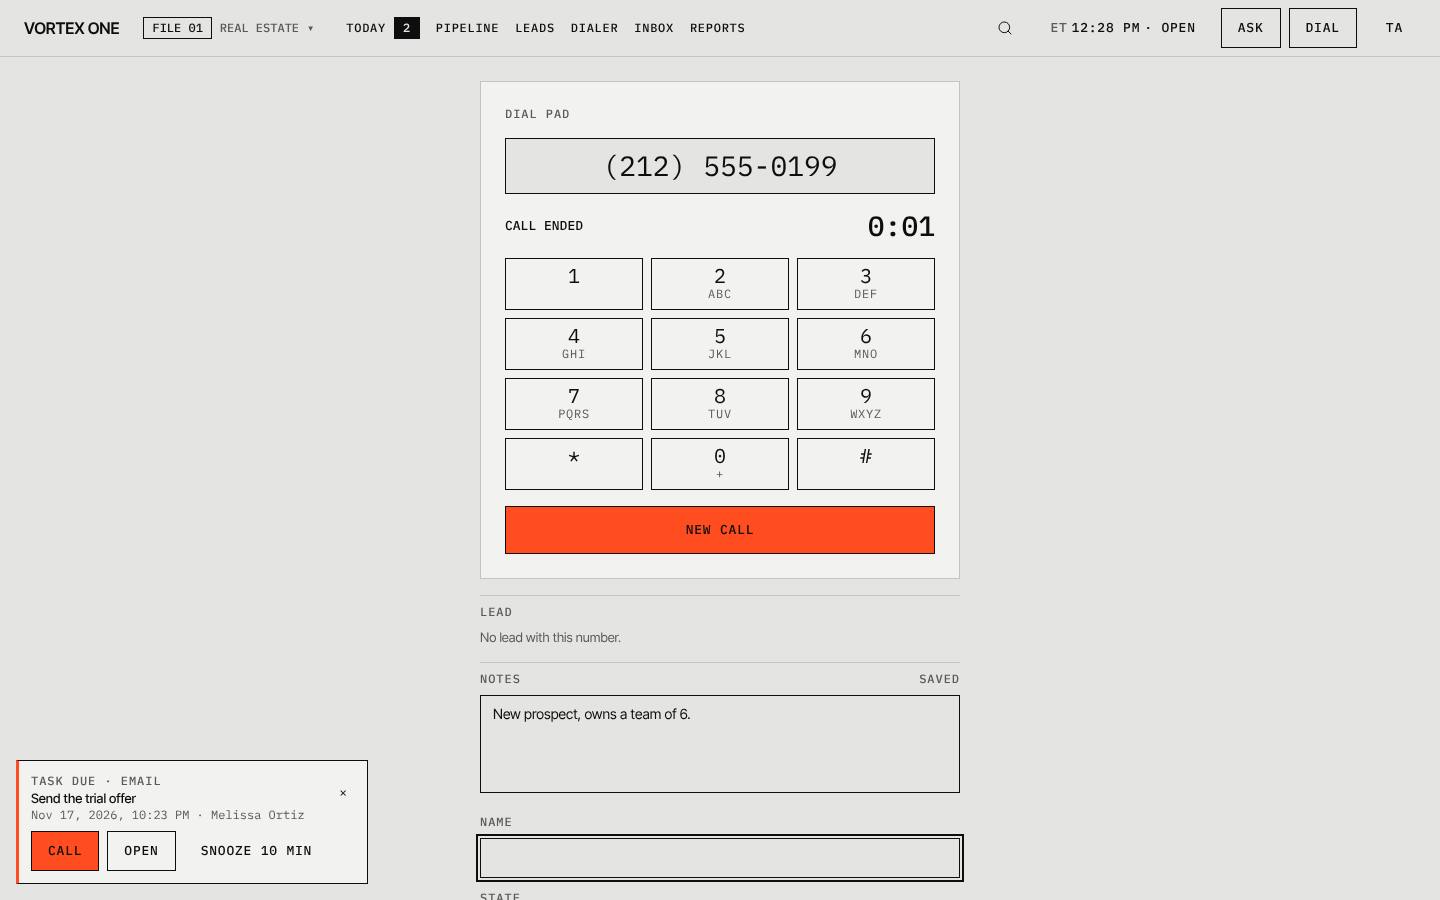 VORTEX ONE FILE 01 REAL ESTATE ▾ TODAY 2 PIPELINE LEADS DIALER INBOX REPORTS ET 12:28 PM · OPEN ASK DIAL TA
DIAL PAD
(212) 555-0199
CALL ENDED 0:01
1 2 3
ABC DEF
4 5 6
GHI JKL MNO
7 8 9
PQRS TUV WXYZ
* 0 #
+
NEW CALL
LEAD
No lead with this number.
NOTES SAVED
New prospect, owns a team of 6.
TASK DUE · EMAIL ×
Send the trial offer
Nov 17, 2026, 10:23 PM · Melissa Ortiz
CALL OPEN SNOOZE 10 MIN
NAME
STATE